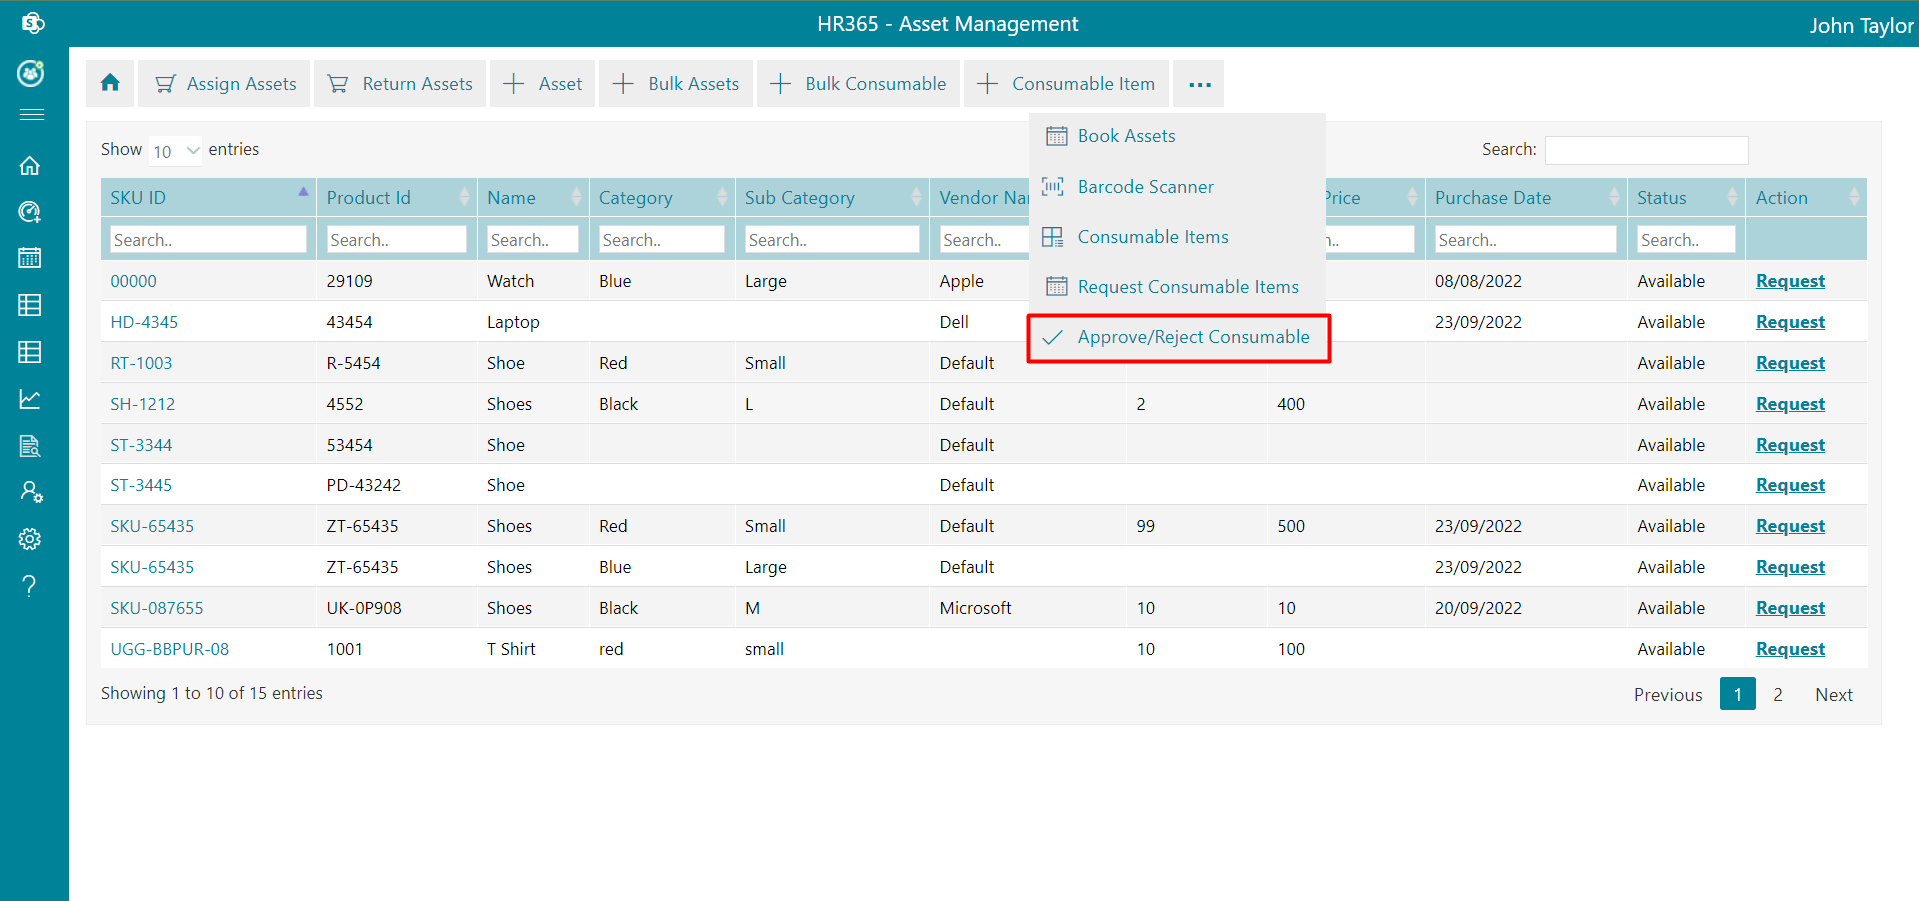 HR365 - Asset Management
John Taylor
Assign Assets Return Assets Asset Bulk Assets Bulk Consumable Consumable Item ...
Book Assets
Barcode Scanner
Consumable Items
Request Consumable Items
Approve/Reject Consumable
Show 10 entries
Search:
SKU ID Product Id Name Category Sub Category Vendor Price Purchase Date Status Action
Search.. Search.. Search.. Search.. Search.. Search.. Search.. Search..
00000 29109 Watch Blue Large Apple 08/08/2022 Available Request
HD-4345 43454 Laptop Dell 23/09/2022 Available Request
RT-1003 R-5454 Shoe Red Small Default Available Request
SH-1212 4552 Shoes Black L Default 2 400 Available Request
ST-3344 53454 Shoe Default Available Request
ST-3445 PD-43242 Shoe Default Available Request
SKU-65435 ZT-65435 Shoes Red Small Default 99 500 23/09/2022 Available Request
SKU-65435 ZT-65435 Shoes Blue Large Default 23/09/2022 Available Request
SKU-087655 UK-0P908 Shoes Black M Microsoft 10 10 20/09/2022 Available Request
UGG-BBPUR-08 1001 T Shirt red small 10 100 Available Request
Showing 1 to 10 of 15 entries
Previous 1 2 Next